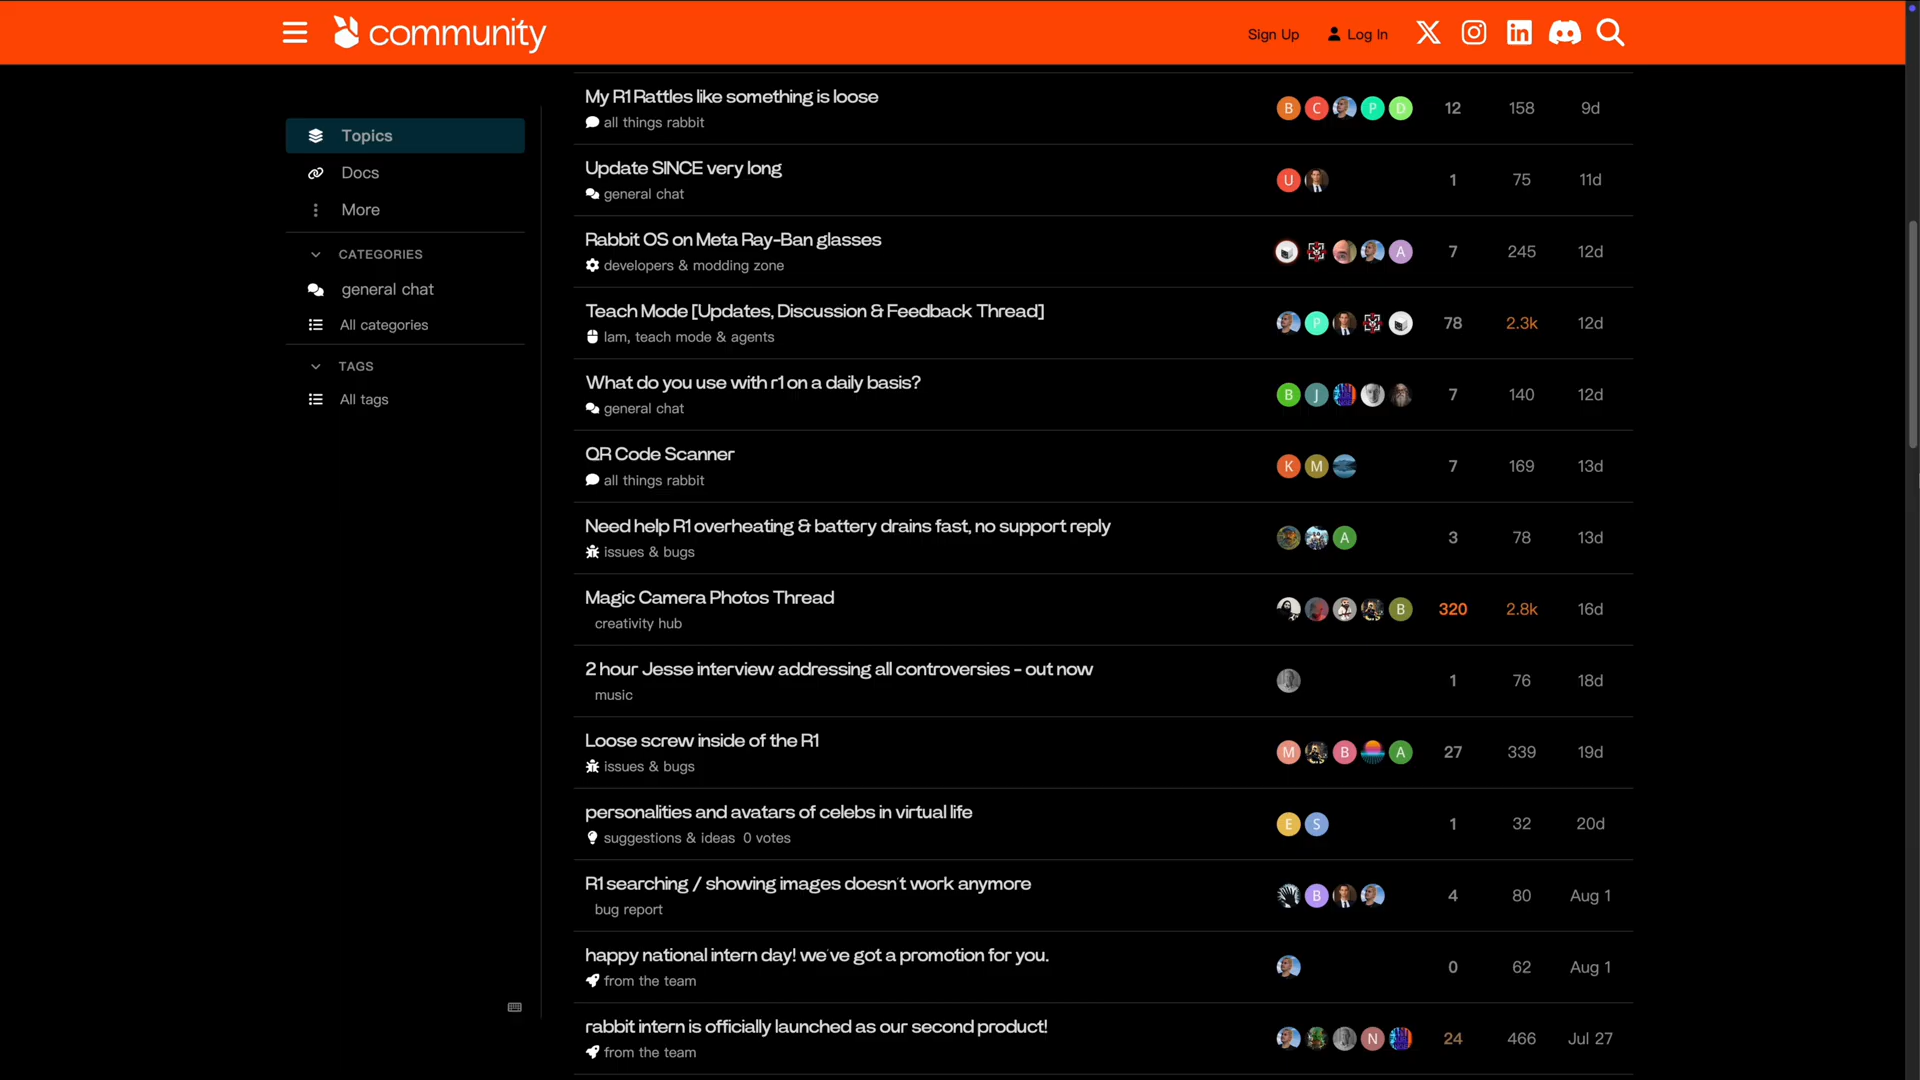 community
Sign Up
Log In
Topics
Docs
More
CATEGORIES
general chat
All categories
TAGS
All tags
My R1 Rattles like something is loose
all things rabbit
B C P D 12 158 9d
Update SINCE very long
general chat
U 1 75 11d
Rabbit OS on Meta Ray-Ban glasses
developers & modding zone
A 7 245 12d
Teach Mode [Updates, Discussion & Feedback Thread]
lam, teach mode & agents
P 78 2.3k 12d
What do you use with r1 on a daily basis?
general chat
B J 7 140 12d
QR Code Scanner
all things rabbit
K M 7 169 13d
Need help R1 overheating & battery drains fast, no support reply
issues & bugs
A 3 78 13d
Magic Camera Photos Thread
creativity hub
B 320 2.8k 16d
2 hour Jesse interview addressing all controversies - out now
music
1 76 18d
Loose screw inside of the R1
issues & bugs
M B A 27 339 19d
personalities and avatars of celebs in virtual life
suggestions & ideas 0 votes
E S 1 32 20d
R1 searching / showing images doesn't work anymore
bug report
B 4 80 Aug 1
happy national intern day! we've got a promotion for you.
from the team
0 62 Aug 1
rabbit intern is officially launched as our second product!
from the team
N 24 466 Jul 27